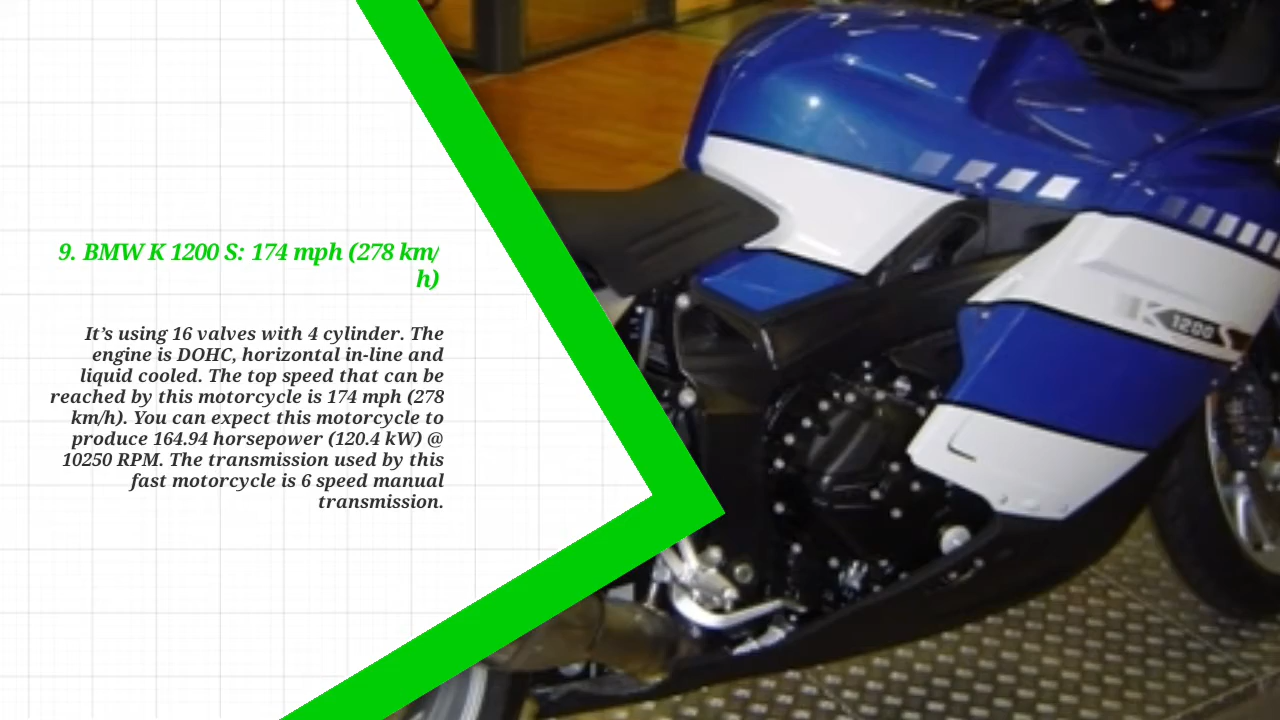 9. BMW K 1200 S: 174 mph (278 km/
h)
It’s using 16 valves with 4 cylinder. The
engine is DOHC, horizontal in-line and
liquid cooled. The top speed that can be
reached by this motorcycle is 174 mph (278
km/h). You can expect this motorcycle to
produce 164.94 horsepower (120.4 kW) @
10250 RPM. The transmission used by this
fast motorcycle is 6 speed manual
transmission.
K 1200